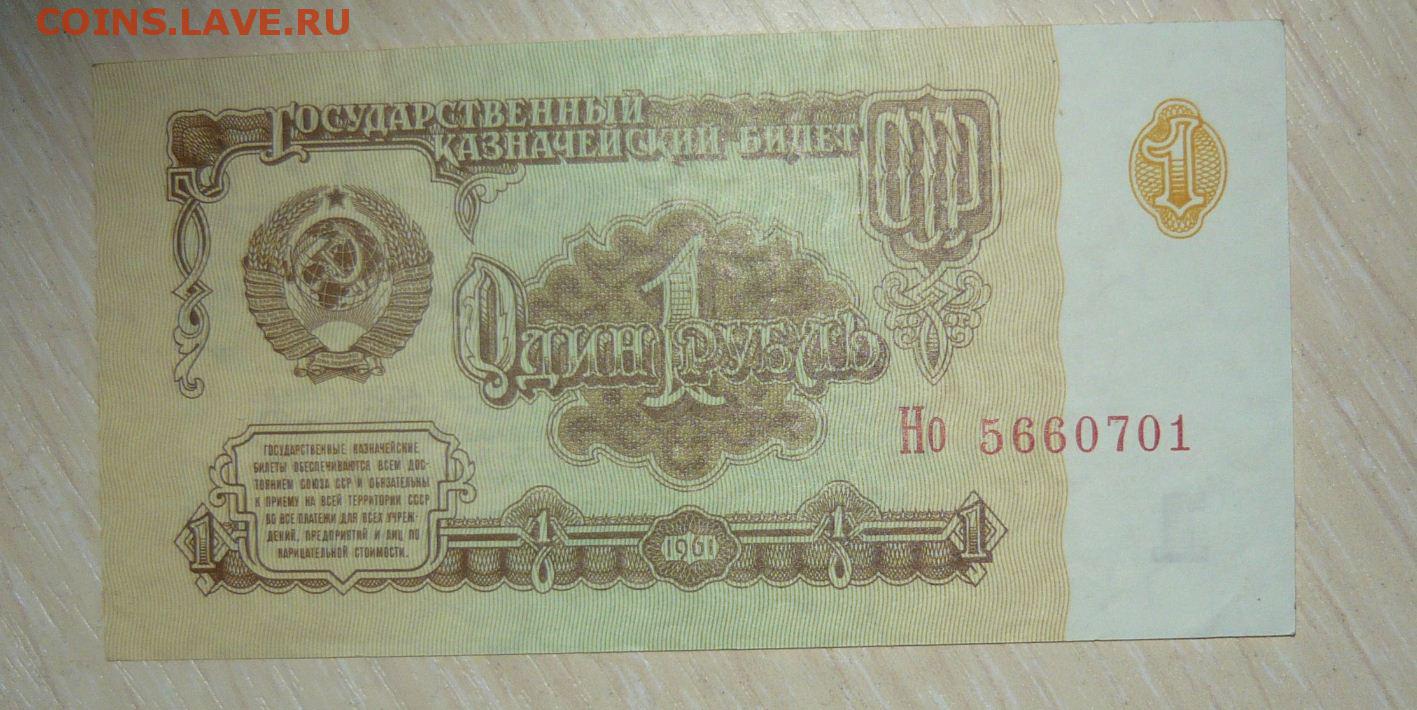 COINS.LAVE.RU
ГОСУДАРСТВЕННЫЙ
КАЗНАЧЕЙСКИЙ БИЛЕТ
СССР
1
1
ОДИН РУБЛЬ
Но 5660701
ГОСУДАРСТВЕННЫЕ КАЗНАЧЕЙСКИЕ
БИЛЕТЫ ОБЕСПЕЧИВАЮТСЯ ВСЕМ ДОС-
ТОЯНИЕМ СОЮЗА ССР И ОБЯЗАТЕЛЬНЫ
К ПРИЕМУ НА ВСЕЙ ТЕРРИТОРИИ СССР
ВО ВСЕ ПЛАТЕЖИ ДЛЯ ВСЕХ УЧРЕЖ-
ДЕНИЙ, ПРЕДПРИЯТИЙ И ЛИЦ ПО
НАРИЦАТЕЛЬНОЙ СТОИМОСТИ.
1 1 1961 1 1